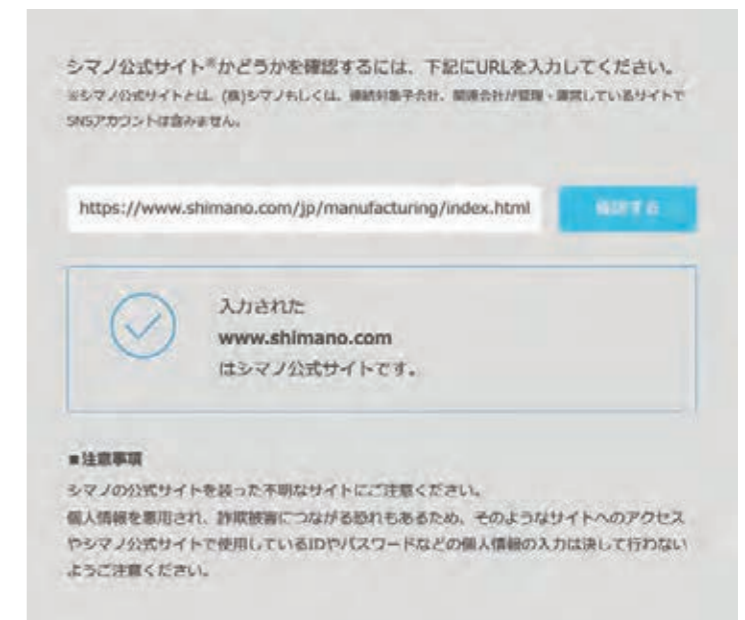 シマノ公式サイト※かどうかを確認するには、下記にURLを入力してください。
※シマノ公式サイトとは、(株)シマノもしくは、連結対象子会社、関連会社が管理・運営しているサイトで
SNSアカウントは含みません。
https://www.shimano.com/jp/manufacturing/index.html
確認する
入力された
www.shimano.com
はシマノ公式サイトです。
■注意事項
シマノの公式サイトを装った不明なサイトにご注意ください。
個人情報を悪用され、詐欺被害につながる恐れもあるため、そのようなサイトへのアクセス
やシマノ公式サイトで使用しているIDやパスワードなどの個人情報の入力は決して行わない
ようご注意ください。